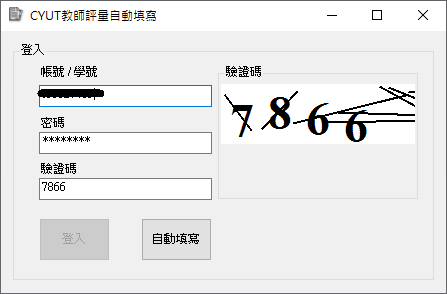 CYUT教師評量自動填寫
登入
帳號 / 學號
驗證碼
7866
密碼
********
驗證碼
7866
登入
自動填寫